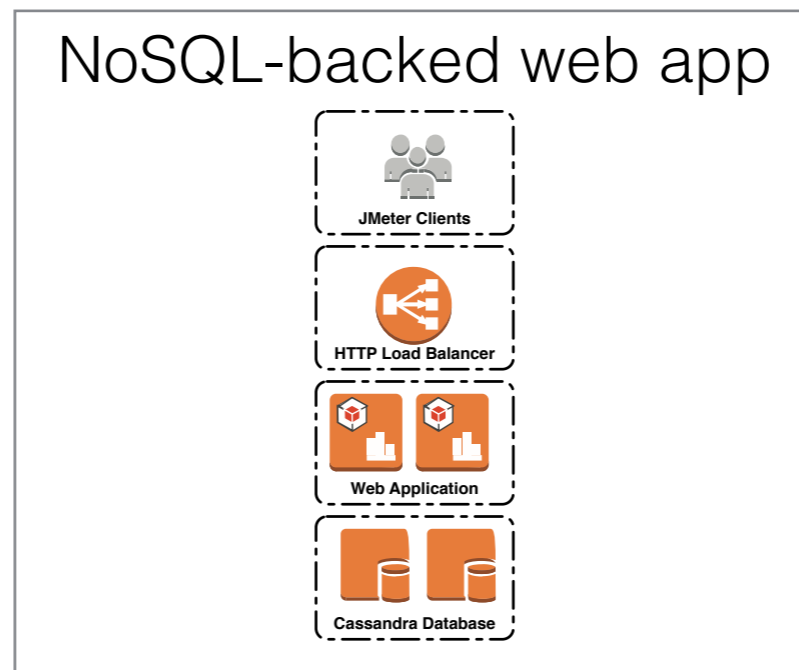 NoSQL-backed web app
JMeter Clients
HTTP Load Balancer
Web Application
Cassandra Database